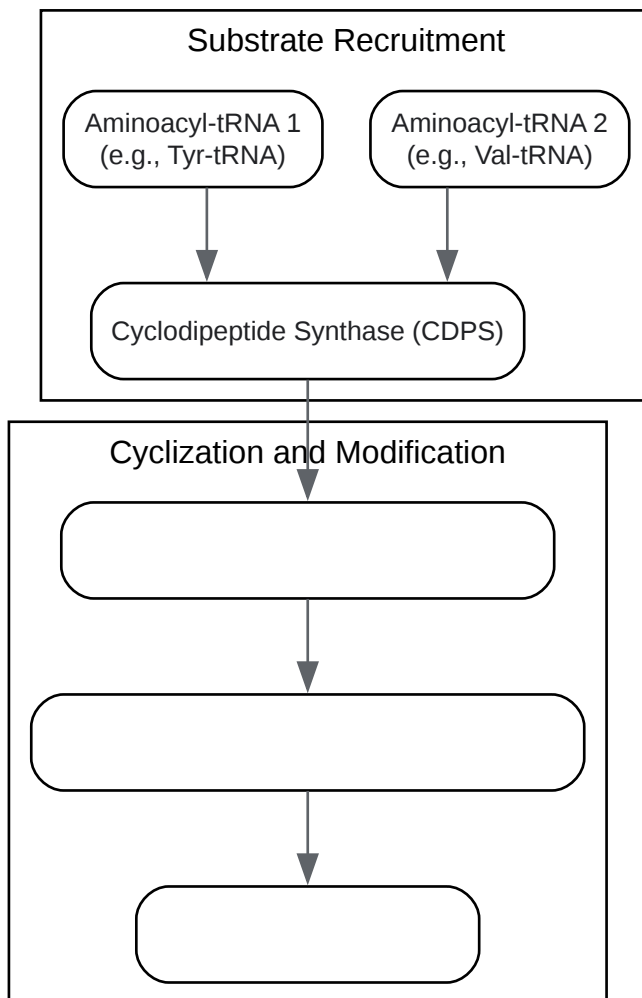 Substrate Recruitment
Aminoacyl-tRNA 1
(e.g., Tyr-tRNA)
Aminoacyl-tRNA 2
(e.g., Val-tRNA)
Cyclodipeptide Synthase (CDPS)
Cyclization and Modification